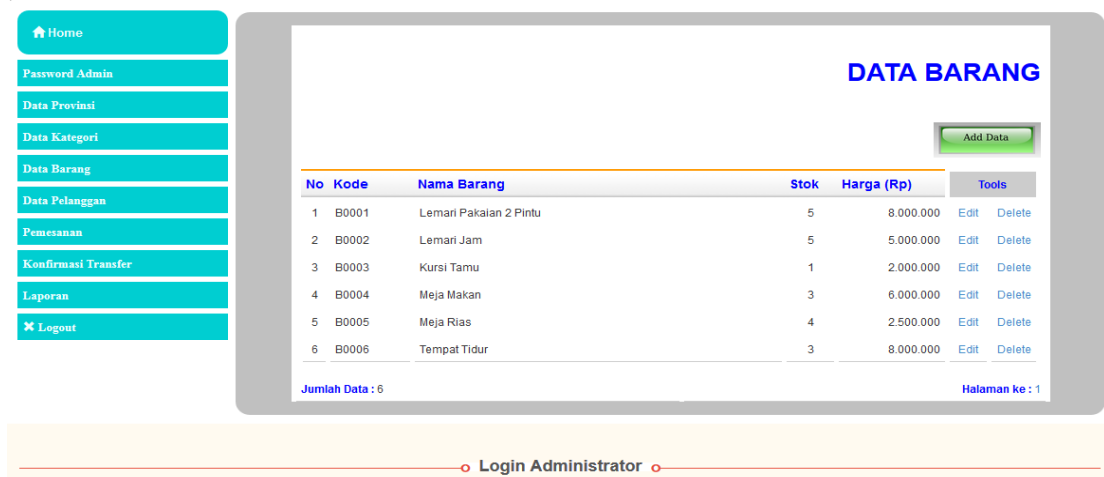 Home
Password Admin
Data Provinsi
Data Kategori
Data Barang
Data Pelanggan
Pemesanan
Konfirmasi Transfer
Laporan
Logout
DATA BARANG
Add Data
No Kode Nama Barang Stok Harga (Rp) Tools
1 B0001 Lemari Pakaian 2 Pintu 5 8.000.000 Edit Delete
2 B0002 Lemari Jam 5 5.000.000 Edit Delete
3 B0003 Kursi Tamu 1 2.000.000 Edit Delete
4 B0004 Meja Makan 3 6.000.000 Edit Delete
5 B0005 Meja Rias 4 2.500.000 Edit Delete
6 B0006 Tempat Tidur 3 8.000.000 Edit Delete
Jumlah Data : 6 Halaman ke : 1
Login Administrator